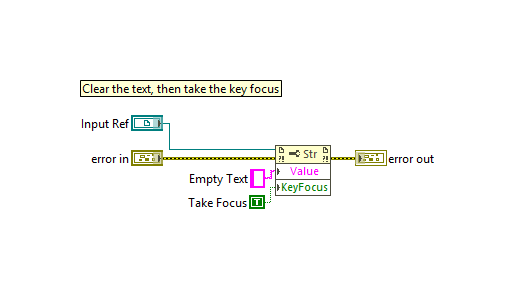 Clear the text, then take the key focus
Input Ref
error in
Str
error out
Empty Text
Value
Take Focus
T
KeyFocus